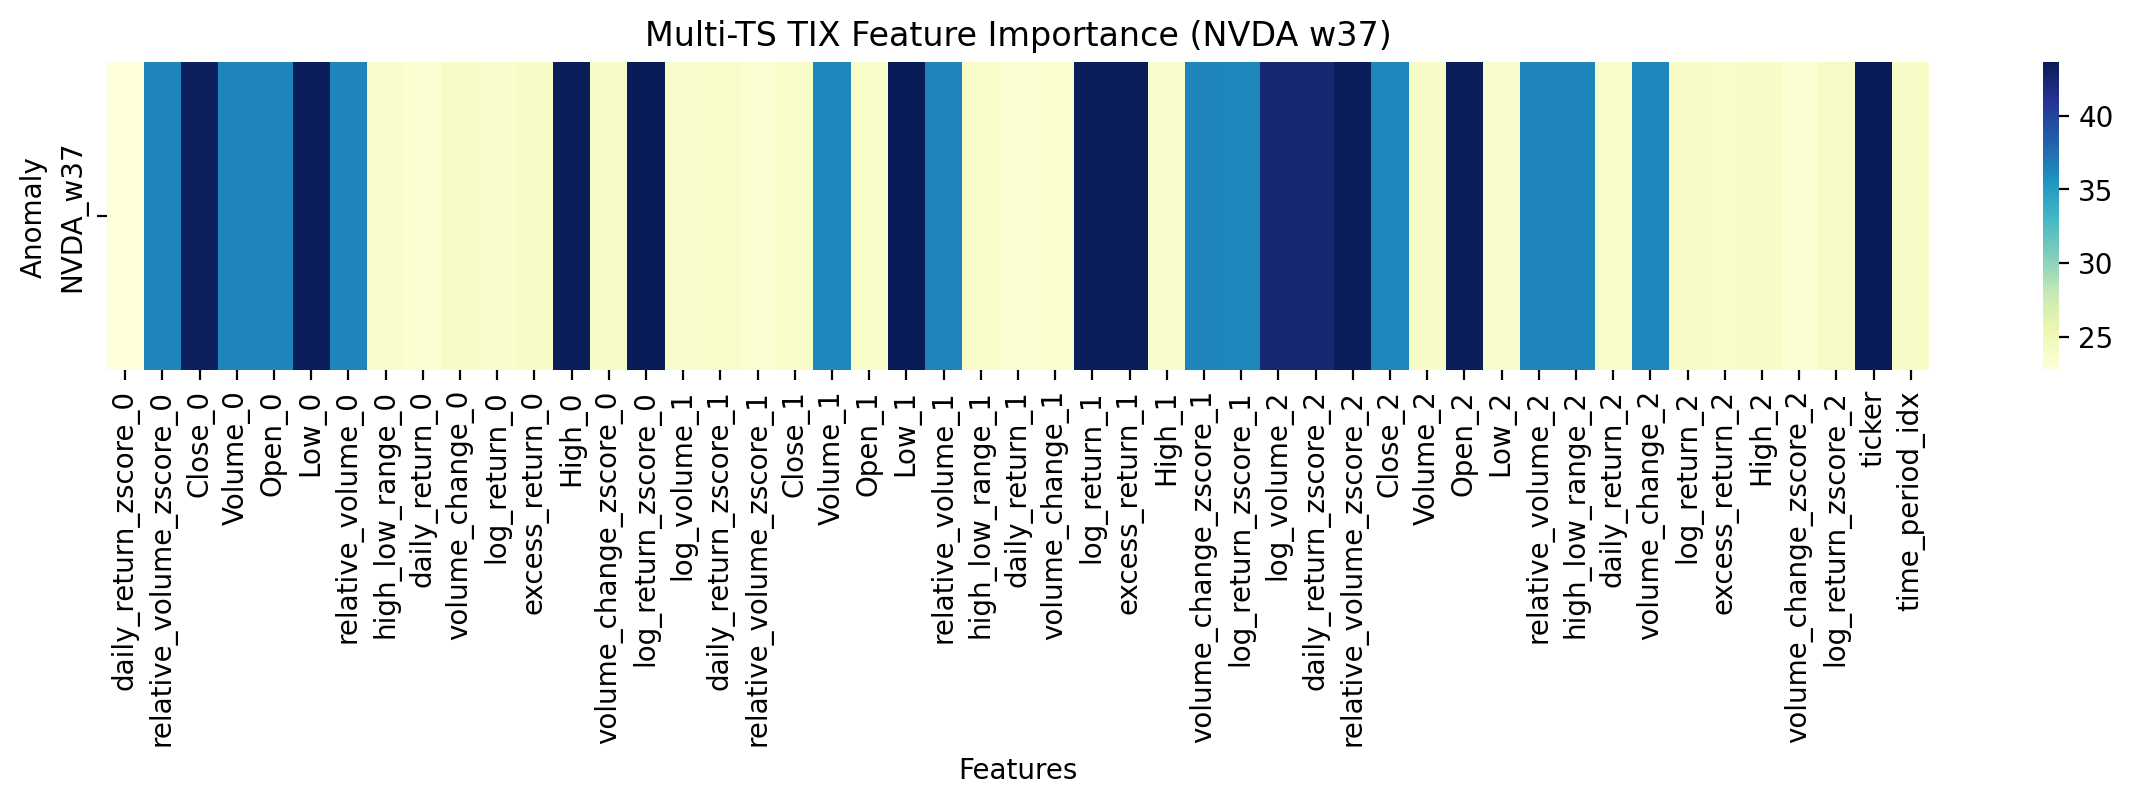 Multi-TS TIX Feature Importance (NVDA w37)
Anomaly
NVDA_w37
40
35
30
25
daily_return_zscore_0
relative_volume_zscore_0
Close_0
Volume_0
Open_0
Low_0
relative_volume_0
high_low_range_0
daily_return_0
volume_change_0
log_return_0
excess_return_0
High_0
volume_change_zscore_0
log_return_zscore_0
log_volume_1
daily_return_zscore_1
relative_volume_zscore_1
Close_1
Volume_1
Open_1
Low_1
relative_volume_1
high_low_range_1
daily_return_1
volume_change_1
log_return_1
excess_return_1
High_1
volume_change_zscore_1
log_return_zscore_1
log_volume_2
daily_return_zscore_2
relative_volume_zscore_2
Close_2
Volume_2
Open_2
Low_2
relative_volume_2
high_low_range_2
daily_return_2
volume_change_2
log_return_2
excess_return_2
High_2
volume_change_zscore_2
log_return_zscore_2
ticker
time_period_idx
Features